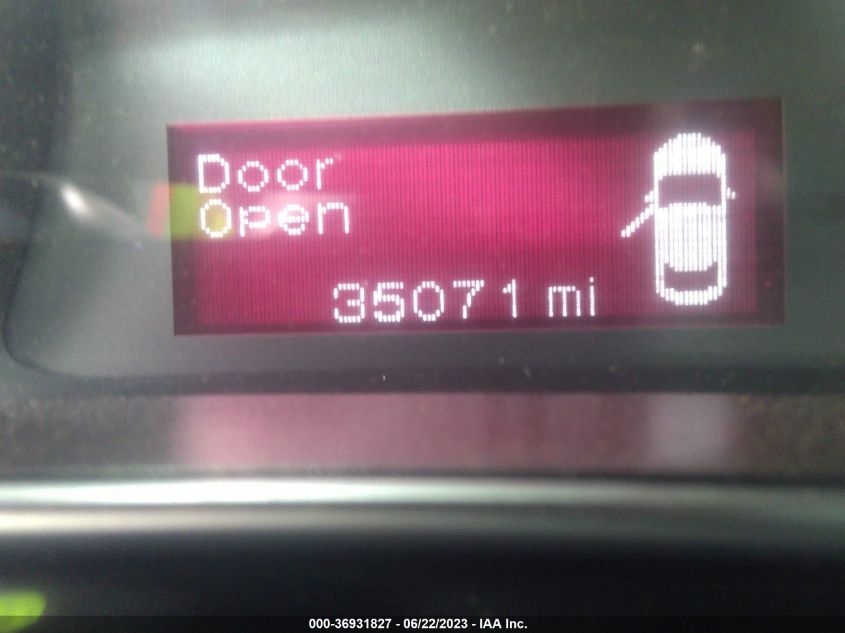 Door
Open
35071 mi
000-36931827 - 06/22/2023 - IAA Inc.